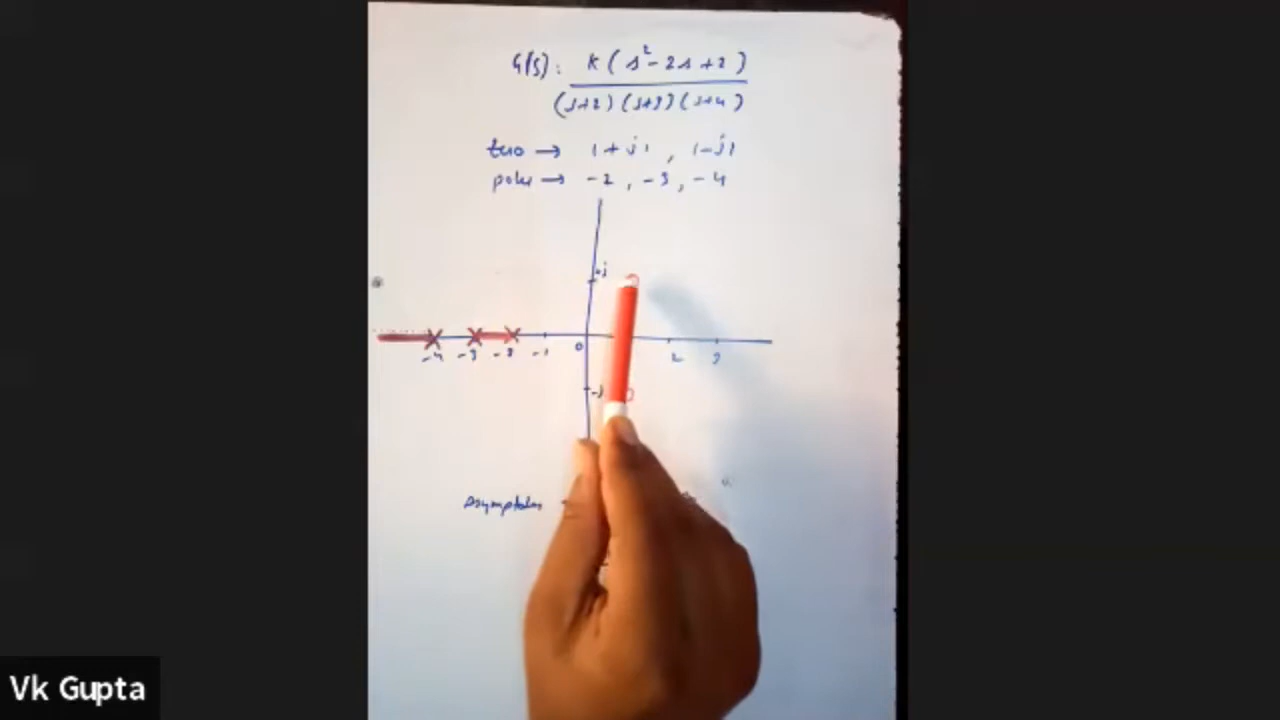 G(s): K(s²-2s+2)
(s+2)(s+3)(s+4)
zero → 1+j1, 1-j1
poles → -2, -3, -4
+j
-4 -3 -2 -1 0 2 3
-j
Asymptotes
Vk Gupta